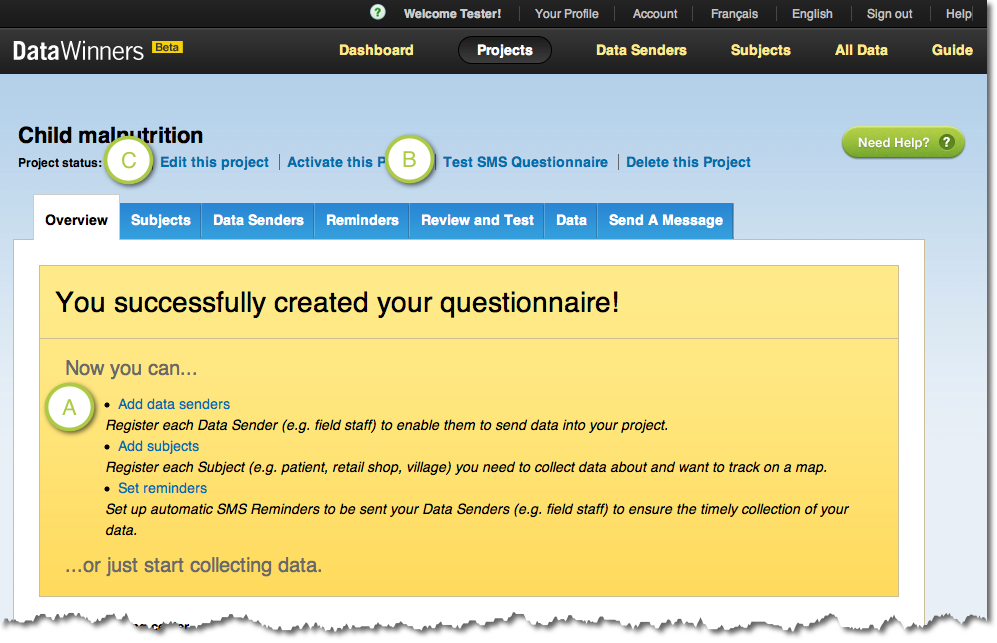 ? Welcome Tester! Your Profile Account Français English Sign out Help
DataWinners Beta Dashboard Projects Data Senders Subjects All Data Guide
Child malnutrition
Need Help? ?
Project status: C Edit this project Activate this B Test SMS Questionnaire Delete this Project
Overview Subjects Data Senders Reminders Review and Test Data Send A Message
You successfully created your questionnaire!
Now you can...
A • Add data senders
Register each Data Sender (e.g. field staff) to enable them to send data into your project.
• Add subjects
Register each Subject (e.g. patient, retail shop, village) you need to collect data about and want to track on a map.
• Set reminders
Set up automatic SMS Reminders to be sent your Data Senders (e.g. field staff) to ensure the timely collection of your
data.
...or just start collecting data.